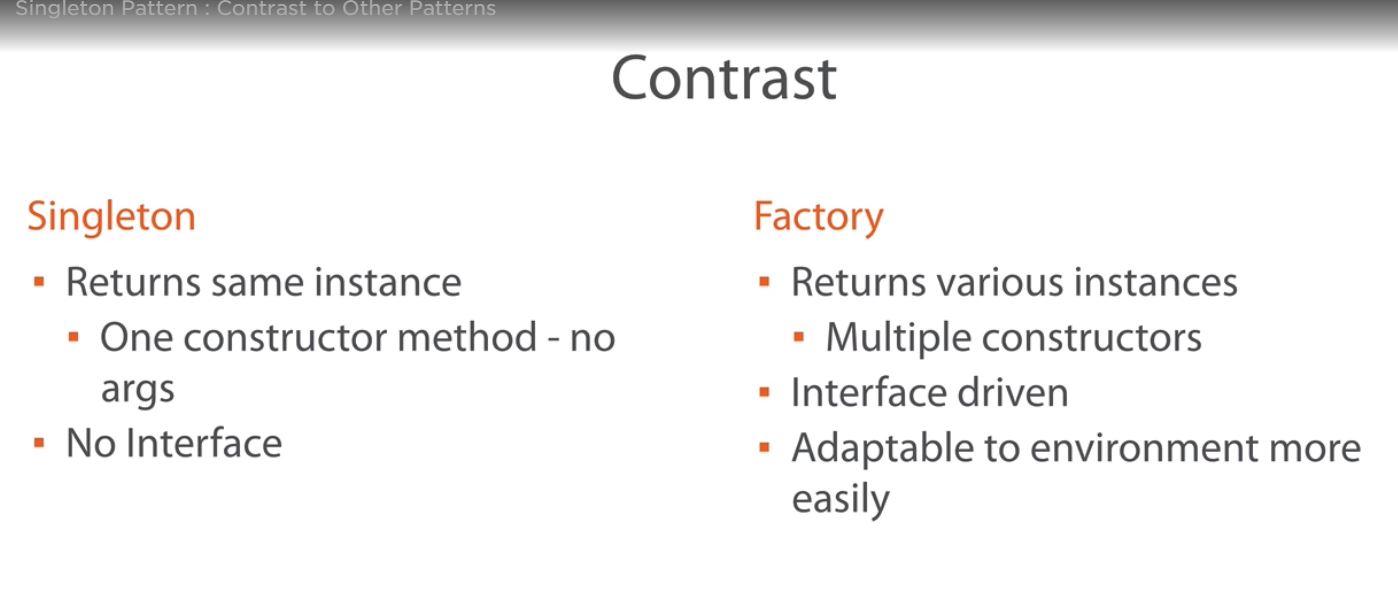 Singleton Pattern : Contrast to Other Patterns
Contrast
Singleton
▪ Returns same instance
▪ One constructor method - no
args
▪ No Interface
Factory
▪ Returns various instances
▪ Multiple constructors
▪ Interface driven
▪ Adaptable to environment more
easily